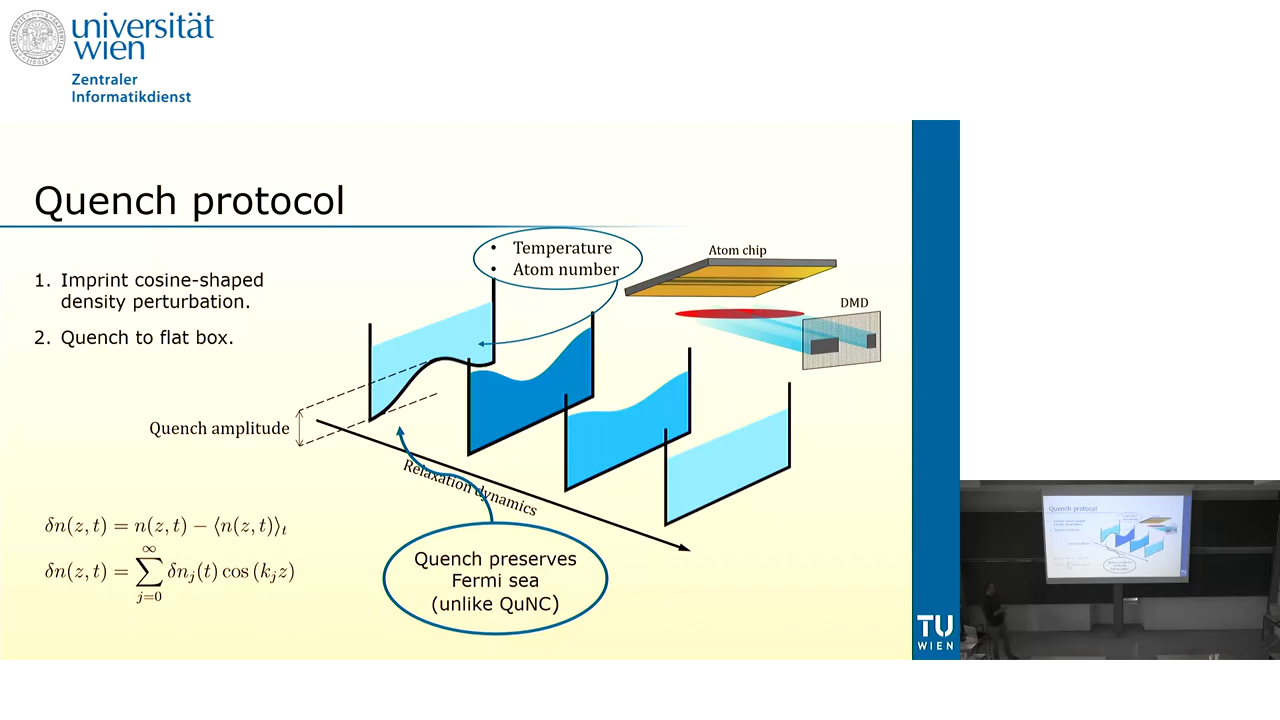 universität
wien
Zentraler
Informatikdienst
Quench protocol
1. Imprint cosine-shaped
density perturbation.
2. Quench to flat box.
• Temperature
• Atom number
Atom chip
DMD
Quench amplitude
Relaxation dynamics
δn(z, t) = n(z, t) − ⟨n(z, t)⟩ₜ
δn(z, t) = ∑_{j=0}^{∞} δn_j(t) cos (k_j z)
Quench preserves
Fermi sea
(unlike QuNC)
TU
WIEN
Quench protocol